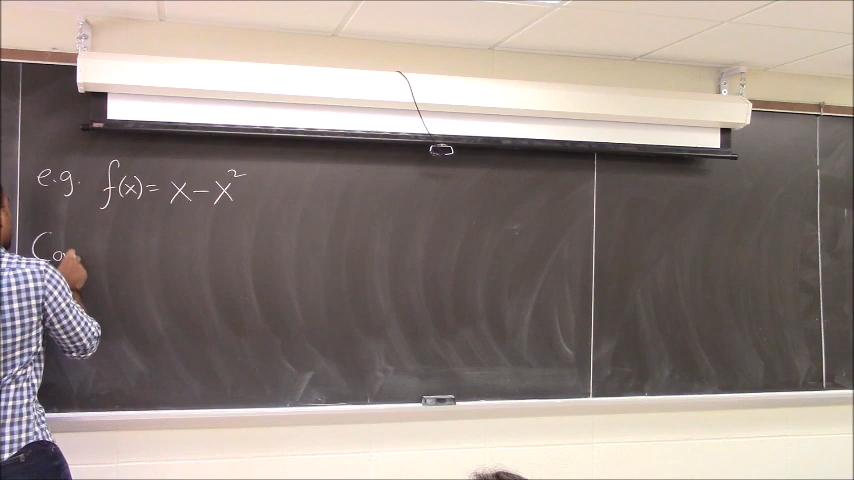 e.g. f(x) = x - x²
Co